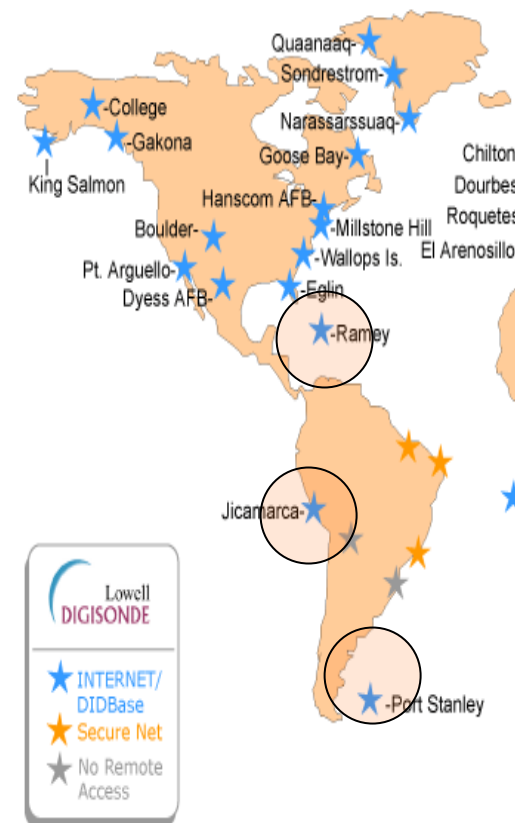 Quaanaaq-
Sondrestrom-
-College
Narassarssuaq-
-Gakona
Goose Bay-
Chilton
King Salmon
Dourbes
Hanscom AFB-
Roquetes
Boulder-
-Millstone Hill
El Arenosillo
-Wallops Is.
Pt. Arguello-
Dyess AFB-
-Eglin
-Ramey
Jicamarca-
-Port Stanley
Lowell
DIGISONDE
INTERNET/
DIDBase
Secure Net
No Remote
Access